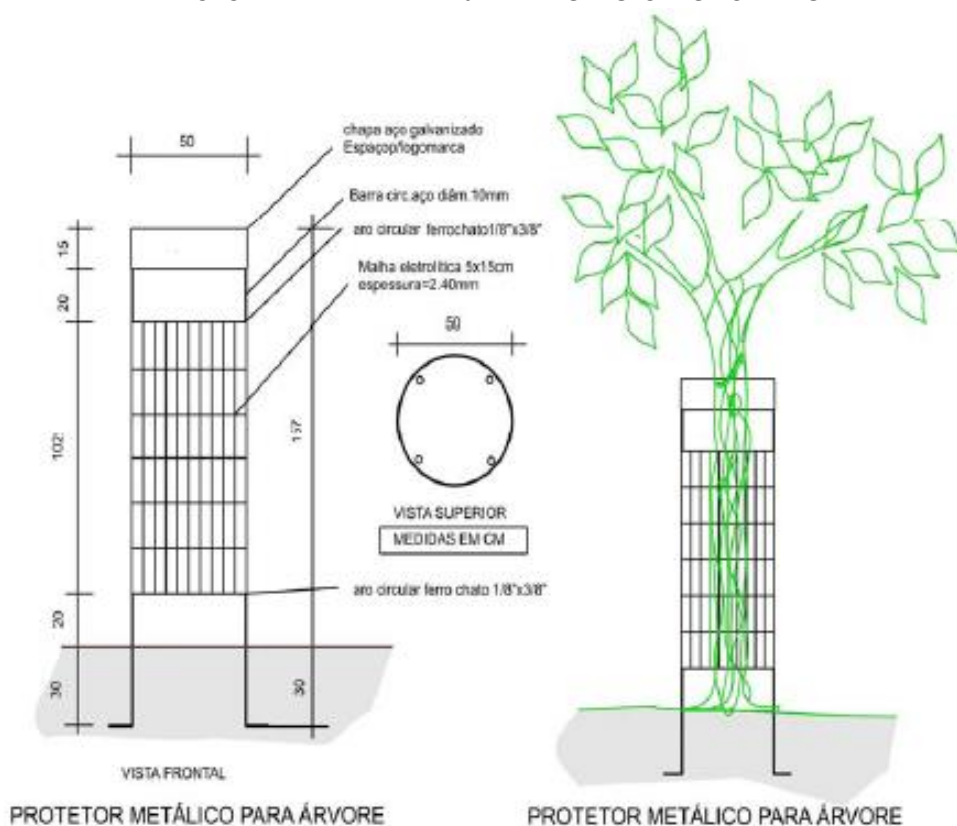 50
chapa aço galvanizado
Espaçop/logomarca
Barra circ.aço diâm.10mm
aro circular ferrochato1/8"x3/8"
Malha eletrolítica 5x15cm
espessura=2.40mm
15
20
102
157
20
30
30
50
VISTA SUPERIOR
MEDIDAS EM CM
aro circular ferro chato 1/8"x3/8"
VISTA FRONTAL
PROTETOR METÁLICO PARA ÁRVORE
PROTETOR METÁLICO PARA ÁRVORE